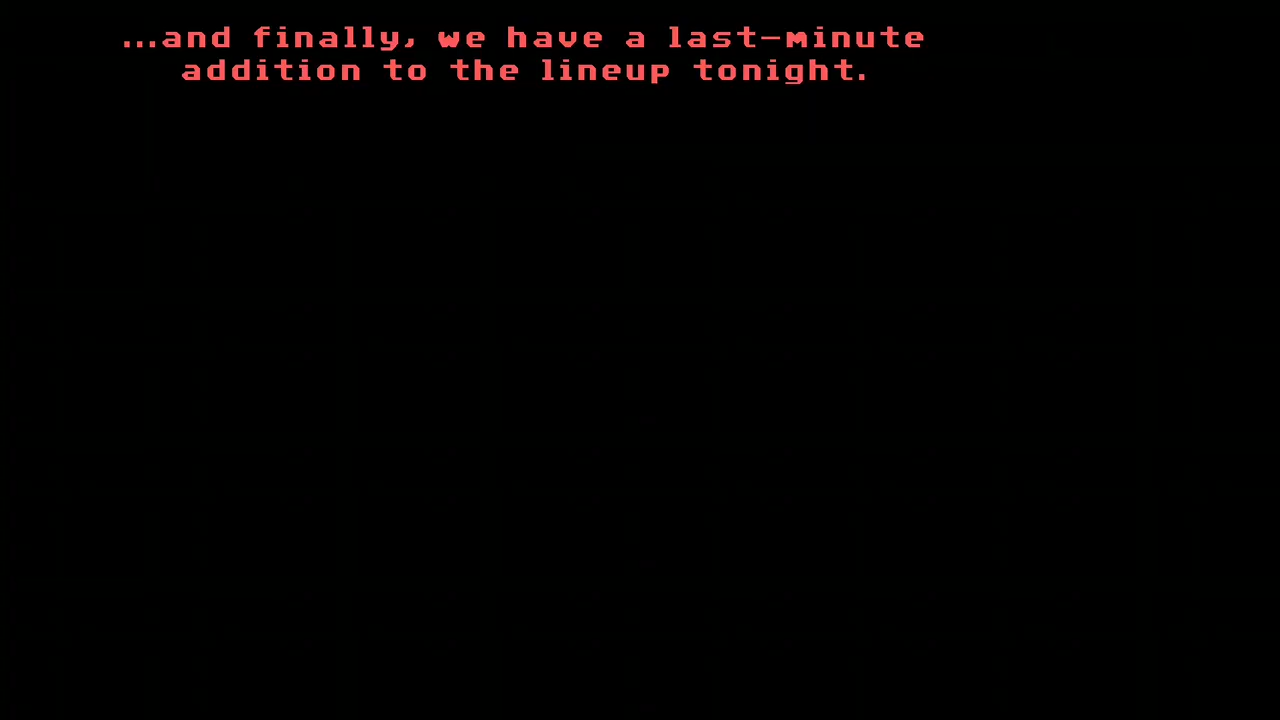 ...and finally, we have a last-minute
addition to the lineup tonight.